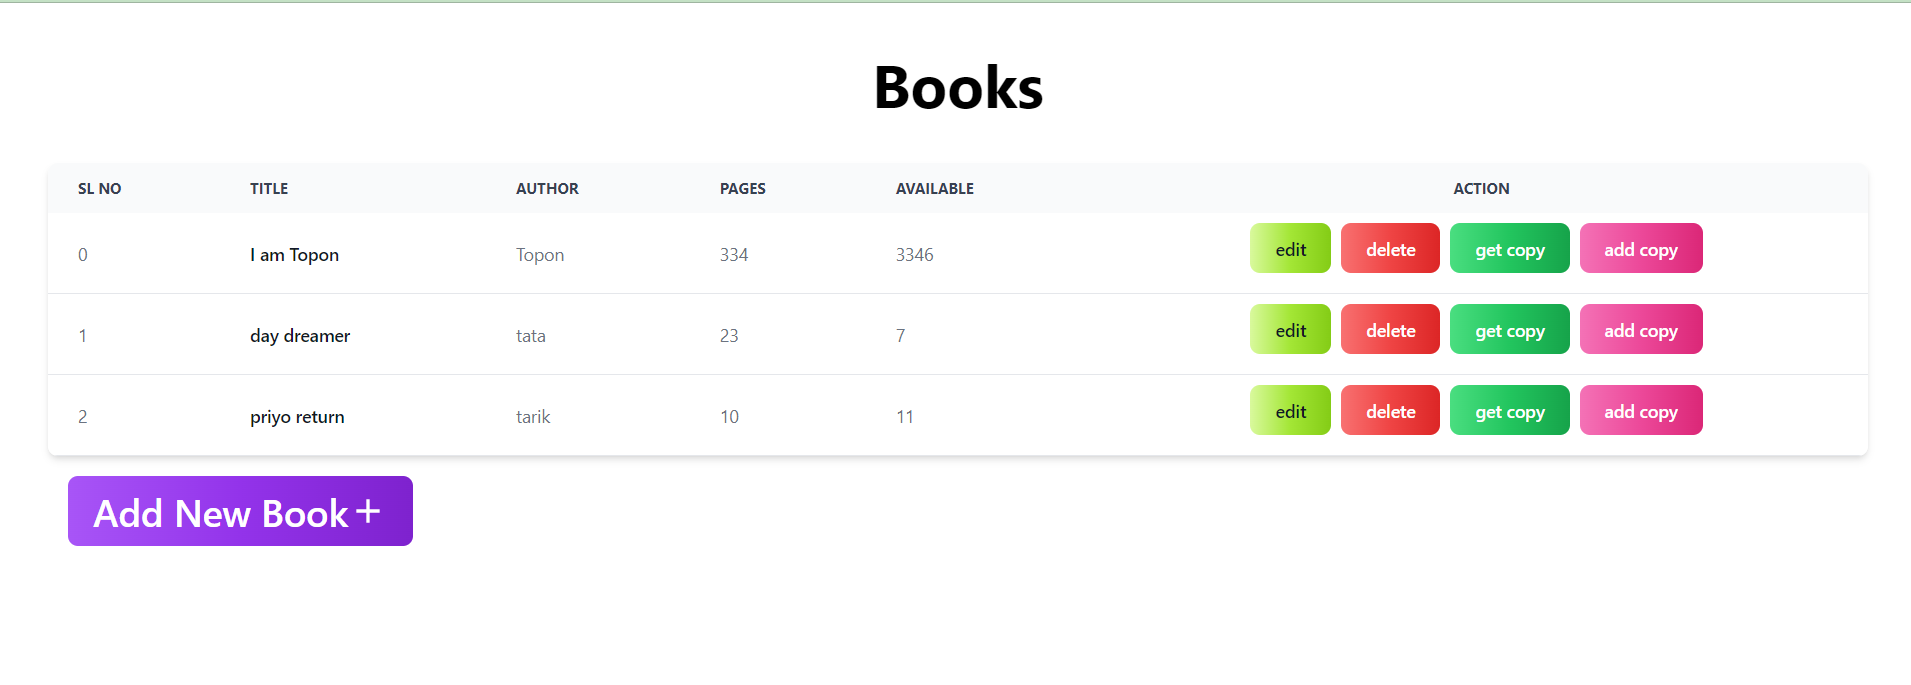 Books
SL NO TITLE AUTHOR PAGES AVAILABLE ACTION
0 I am Topon Topon 334 3346 edit delete get copy add copy
1 day dreamer tata 23 7 edit delete get copy add copy
2 priyo return tarik 10 11 edit delete get copy add copy
Add New Book+